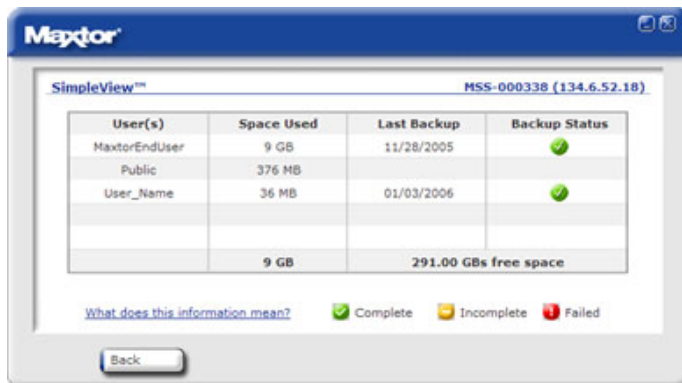 Maxtor
SimpleView™ MSS-000338 (134.6.52.18)
User(s) Space Used Last Backup Backup Status
MaxtorEndUser 9 GB 11/28/2005
Public 376 MB
User_Name 36 MB 01/03/2006
9 GB 291.00 GBs free space
What does this information mean? Complete Incomplete Failed
Back